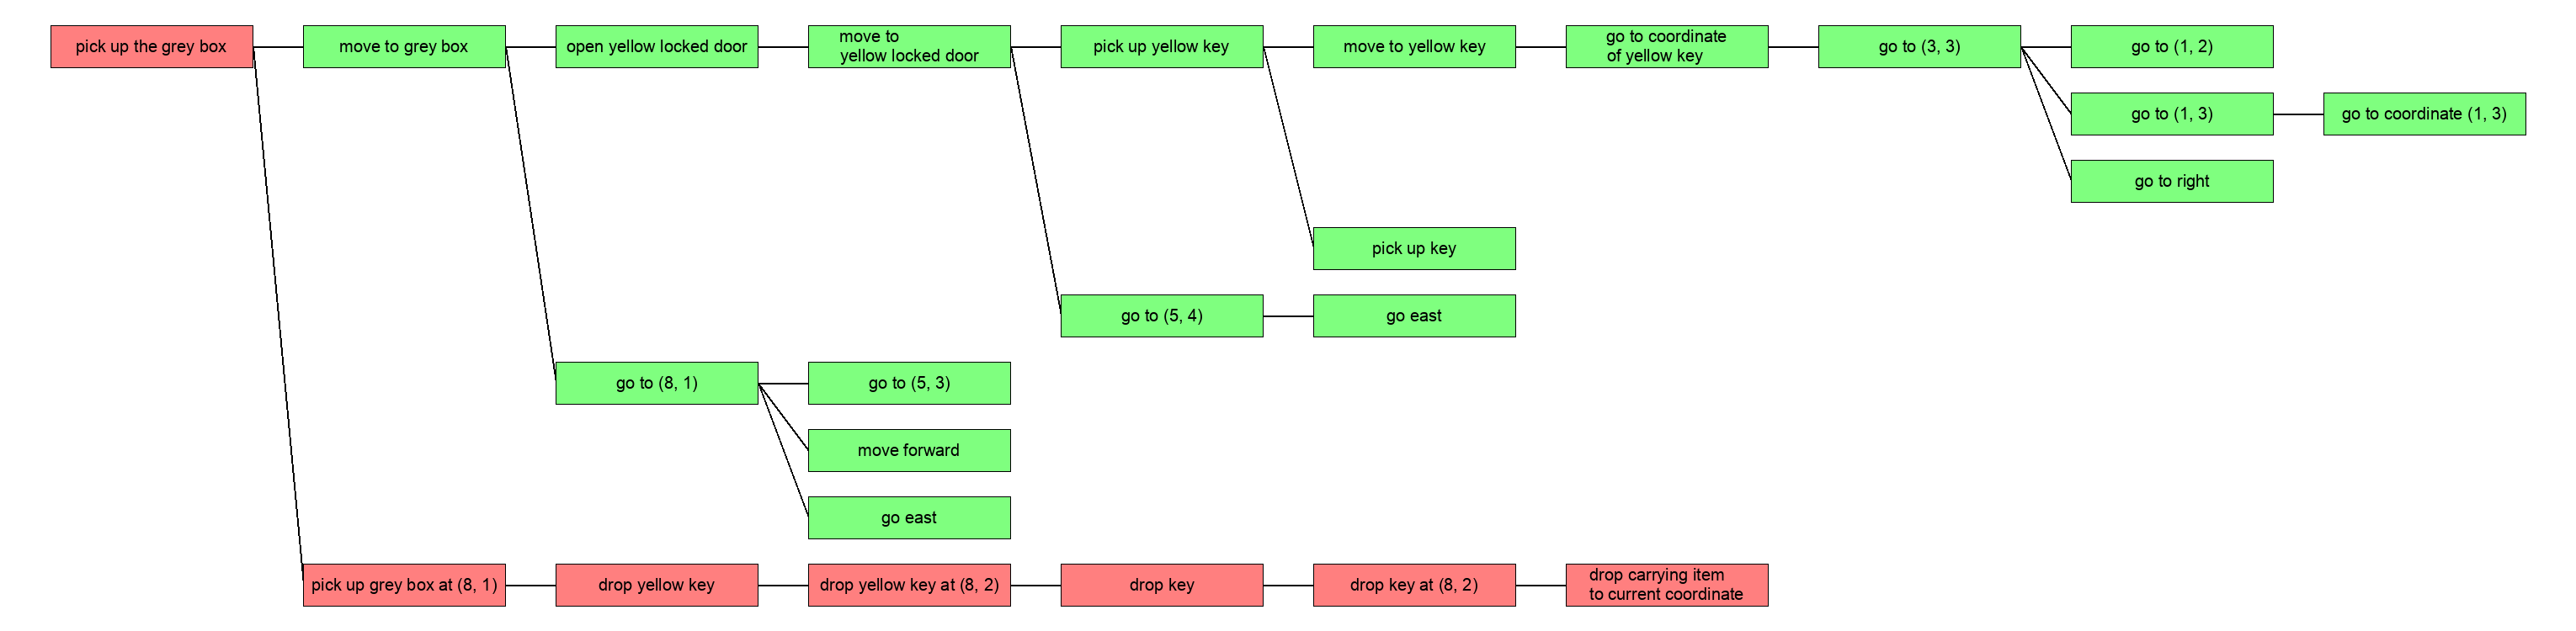 pick up the grey box
move to grey box
open yellow locked door
move to
yellow locked door
pick up yellow key
move to yellow key
go to coordinate
of yellow key
go to (3, 3)
go to (1, 2)
go to (1, 3)
go to coordinate (1, 3)
go to right
pick up key
go to (5, 4)
go east
go to (8, 1)
go to (5, 3)
move forward
go east
pick up grey box at (8, 1)
drop yellow key
drop yellow key at (8, 2)
drop key
drop key at (8, 2)
drop carrying item
to current coordinate